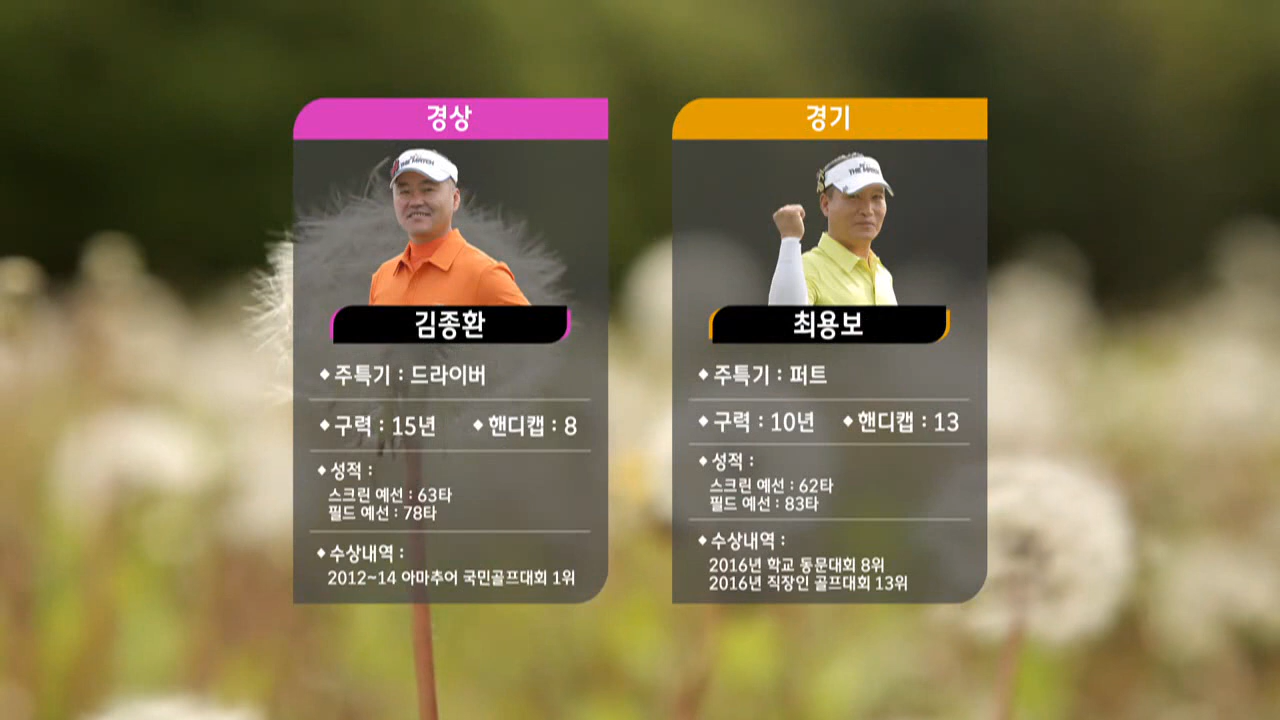 경상
THE MATCH
김종환
주특기 : 드라이버
구력 : 15년
핸디캡 : 8
성적 :
스크린 예선 : 63타
필드 예선 : 78타
수상내역 :
2012~14 아마추어 국민골프대회 1위
경기
THE MATCH
최용보
주특기 : 퍼트
구력 : 10년
핸디캡 : 13
성적 :
스크린 예선 : 62타
필드 예선 : 83타
수상내역 :
2016년 학교 동문대회 8위
2016년 직장인 골프대회 13위